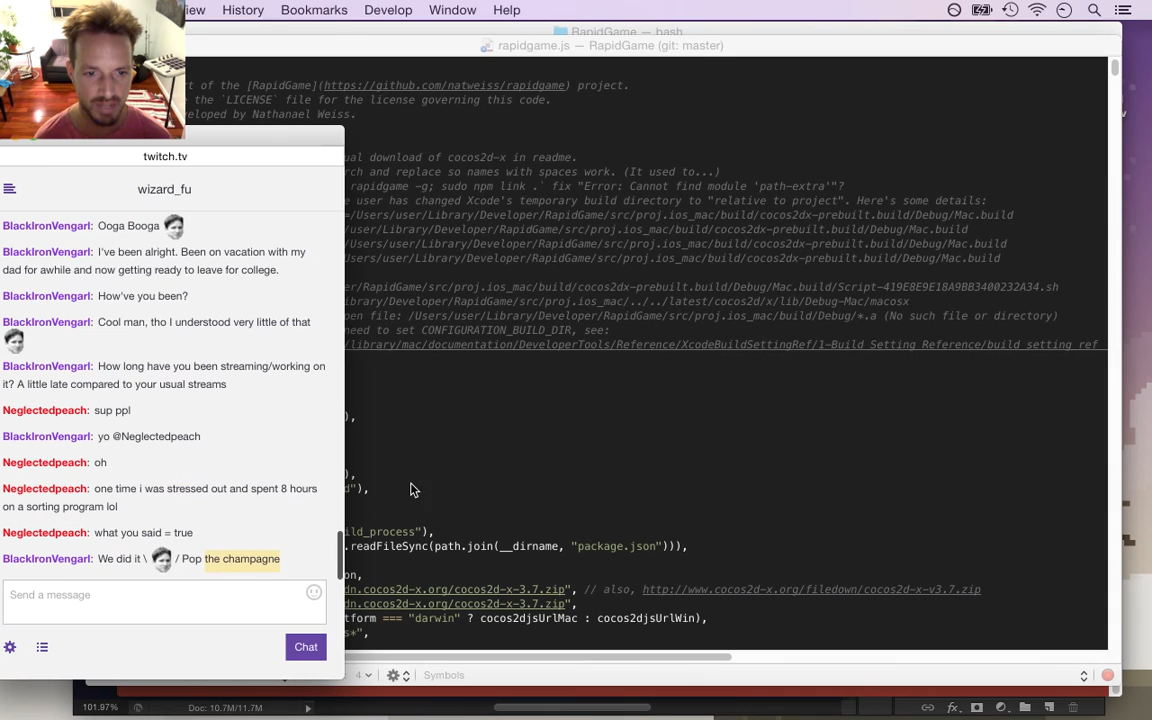 iew History Bookmarks Develop Window Help
RapidGame — bash
rapidgame.js — RapidGame (git: master)
rt of the [RapidGame](https://github.com/natweiss/rapidgame) project.
e the `LICENSE` file for the license governing this code.
eveloped by Nathanael Weiss.
ual download of cocos2d-x in readme.
rch and replace so names with spaces work. (It used to...)
rapidgame -g; sudo npm link .` fix "Error: Cannot find module 'path-extra'"?
e user has changed Xcode's temporary build directory to "relative to project". Here's some details:
=/Users/user/Library/Developer/RapidGame/src/proj.ios_mac/build/cocos2dx-prebuilt.build/Debug/Mac.build
/Users/user/Library/Developer/RapidGame/src/proj.ios_mac/build/cocos2dx-prebuilt.build/Debug/Mac.build
/Users/user/Library/Developer/RapidGame/src/proj.ios_mac/build/cocos2dx-prebuilt.build/Debug/Mac.build
/Users/user/Library/Developer/RapidGame/src/proj.ios_mac/build/cocos2dx-prebuilt.build/Debug/Mac.build
er/RapidGame/src/proj.ios_mac/build/cocos2dx-prebuilt.build/Debug/Mac.build/Script-419E8E9E18A9BB3400232A34.sh
ibrary/Developer/RapidGame/src/proj.ios_mac/../../latest/cocos2d/x/lib/Debug-Mac/macosx
open file: /Users/user/Library/Developer/RapidGame/src/proj.ios_mac/build/Debug/*.a (No such file or directory)
need to set CONFIGURATION_BUILD_DIR, see:
/library/mac/documentation/DeveloperTools/Reference/XcodeBuildSettingRef/1-Build_Setting_Reference/build_setting_ref
),
),
d"),
ild_process"),
.readFileSync(path.join(__dirname, "package.json"))),
on,
dn.cocos2d-x.org/cocos2d-x-3.7.zip", // also, http://www.cocos2d-x.org/filedown/cocos2d-x-v3.7.zip
dn.cocos2d-x.org/cocos2d-x-3.7.zip",
tform === "darwin" ? cocos2djsUrlMac : cocos2djsUrlWin),
s*",
4 Symbols
twitch.tv
wizard_fu
BlackIronVengarl: Ooga Booga
BlackIronVengarl: I've been alright. Been on vacation with my
dad for awhile and now getting ready to leave for college.
BlackIronVengarl: How've you been?
BlackIronVengarl: Cool man, tho I understood very little of that
BlackIronVengarl: How long have you been streaming/working on
it? A little late compared to your usual streams
Neglectedpeach: sup ppl
BlackIronVengarl: yo @Neglectedpeach
Neglectedpeach: oh
Neglectedpeach: one time i was stressed out and spent 8 hours
on a sorting program lol
Neglectedpeach: what you said = true
BlackIronVengarl: We did it \ / Pop the champagne
Send a message
Chat
101.97% Doc: 10.7M/11.7M fx